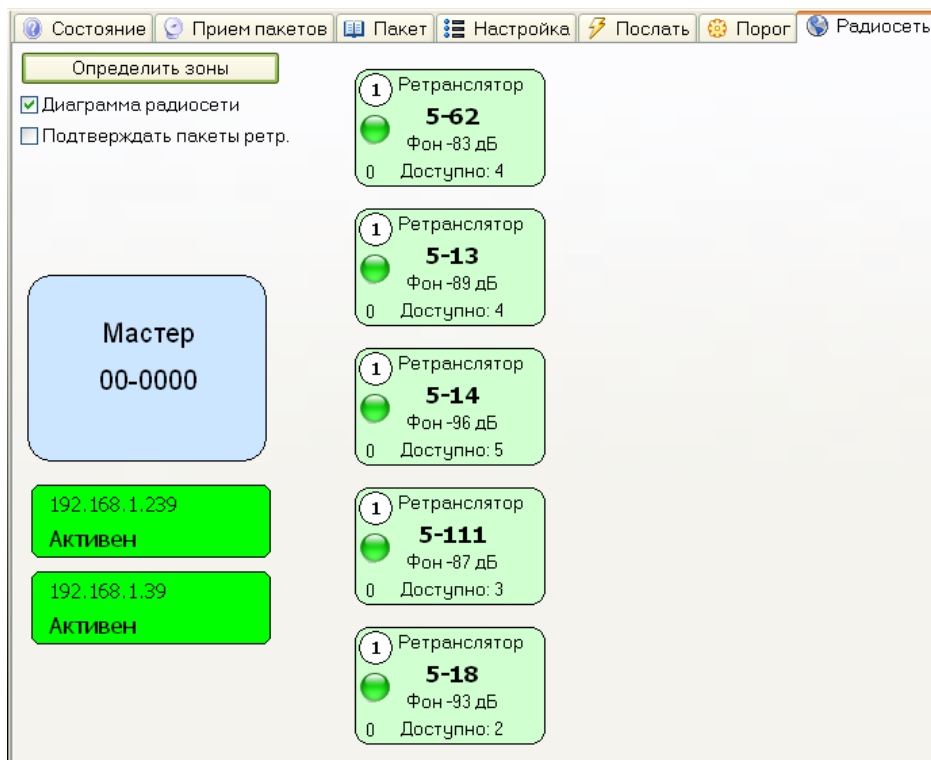 Состояние Прием пакетов Пакет Настройка Послать Порог Радиосеть
Определить зоны
Диаграмма радиосети
Подтверждать пакеты ретр.
Мастер
00-0000
192.168.1.239
Активен
192.168.1.39
Активен
1 Ретранслятор
5-62
Фон -83 дБ
0 Доступно: 4
1 Ретранслятор
5-13
Фон -89 дБ
0 Доступно: 4
1 Ретранслятор
5-14
Фон -96 дБ
0 Доступно: 5
1 Ретранслятор
5-111
Фон -87 дБ
0 Доступно: 3
1 Ретранслятор
5-18
Фон -93 дБ
0 Доступно: 2